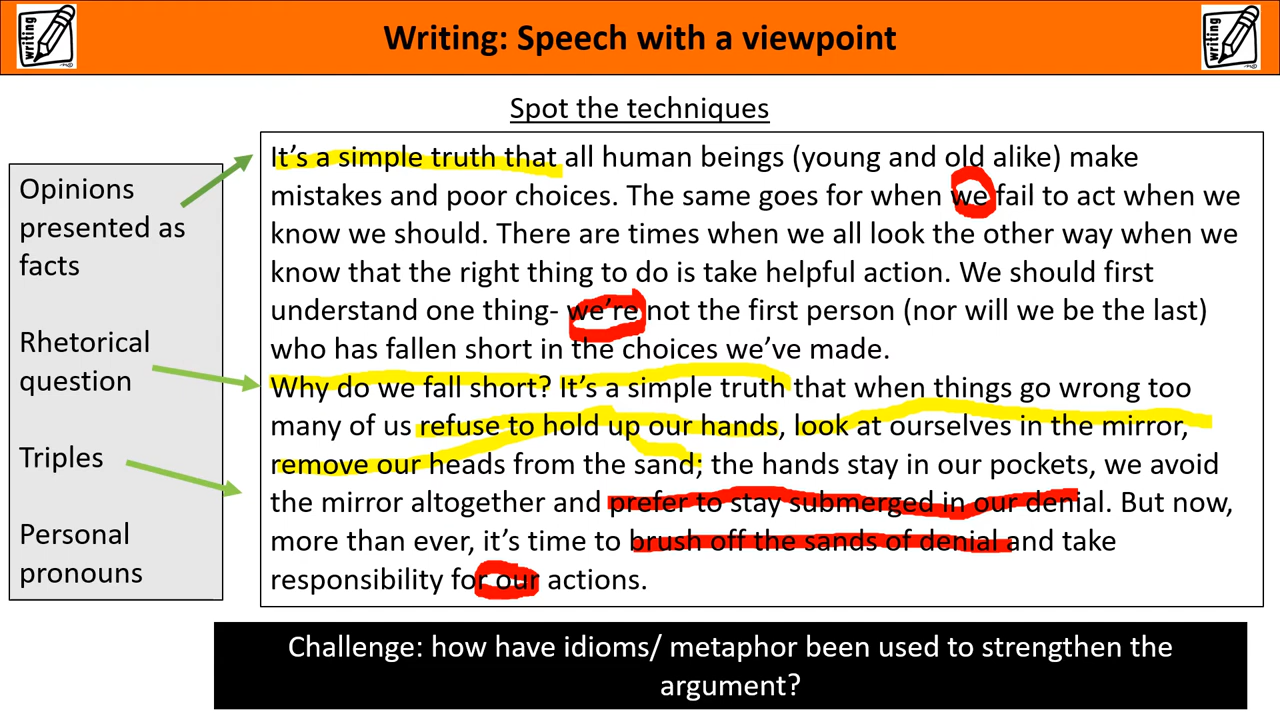 writing
Writing: Speech with a viewpoint
writing
Spot the techniques
Opinions
presented as
facts
Rhetorical
question
Triples
Personal
pronouns
It's a simple truth that all human beings (young and old alike) make
mistakes and poor choices. The same goes for when we fail to act when we
know we should. There are times when we all look the other way when we
know that the right thing to do is take helpful action. We should first
understand one thing- we're not the first person (nor will we be the last)
who has fallen short in the choices we've made.
Why do we fall short? It's a simple truth that when things go wrong too
many of us refuse to hold up our hands, look at ourselves in the mirror,
remove our heads from the sand; the hands stay in our pockets, we avoid
the mirror altogether and prefer to stay submerged in our denial. But now,
more than ever, it's time to brush off the sands of denial and take
responsibility for our actions.
Challenge: how have idioms/ metaphor been used to strengthen the
argument?